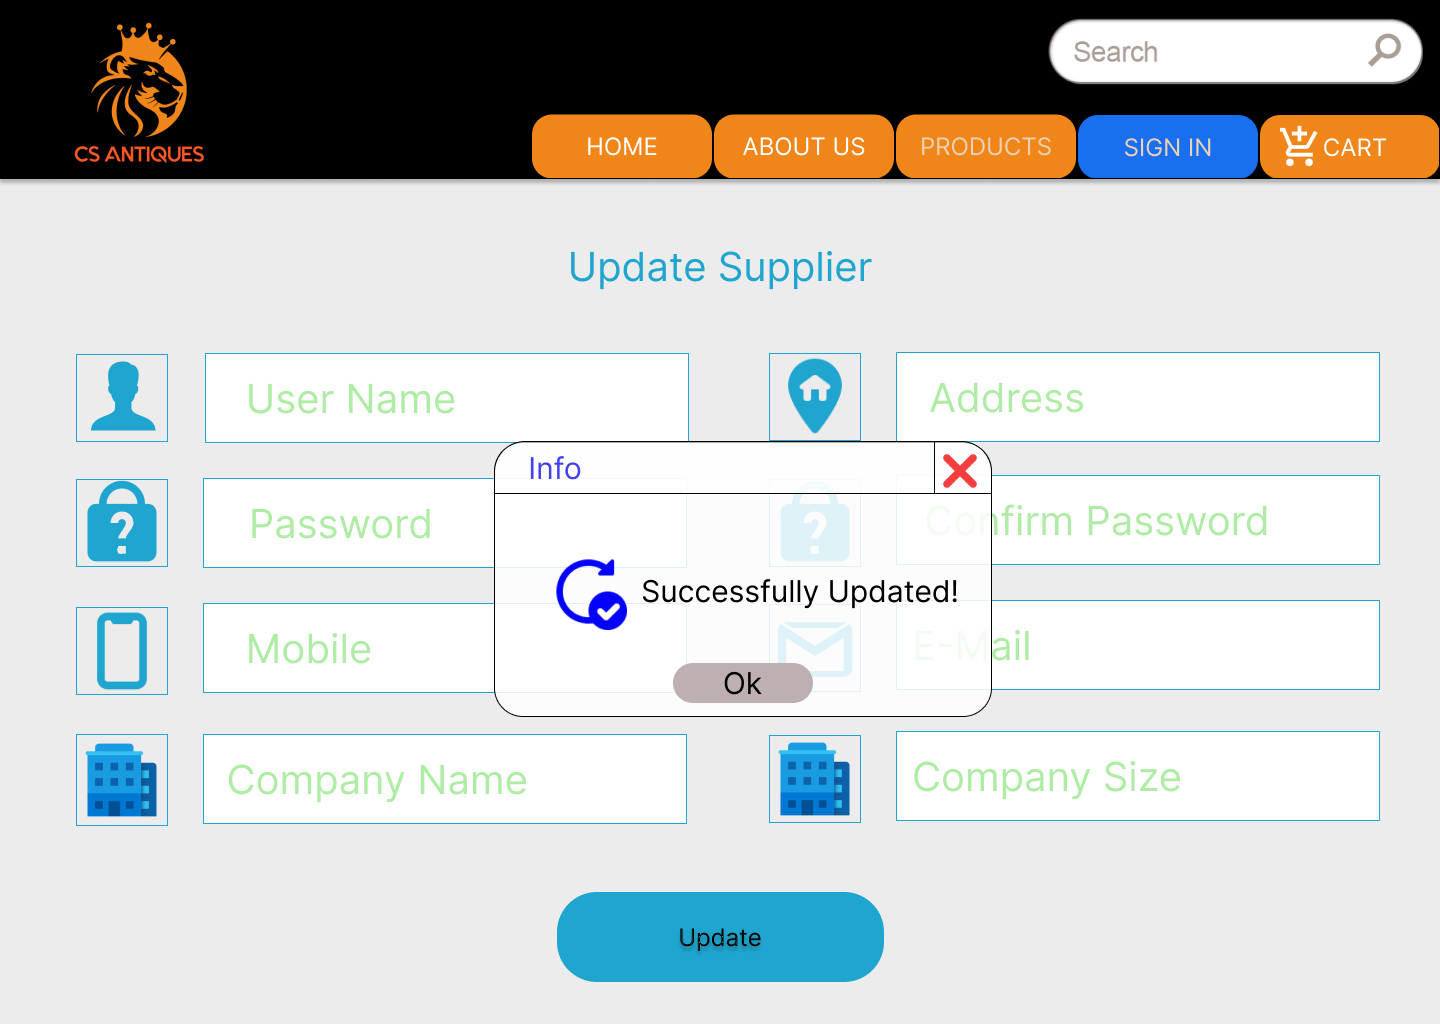 Search
CS ANTIQUES
HOME
ABOUT US
PRODUCTS
SIGN IN
CART
Update Supplier
User Name
Address
Info
Password
Confirm Password
Successfully Updated!
Mobile
E-Mail
Ok
Company Name
Company Size
Update